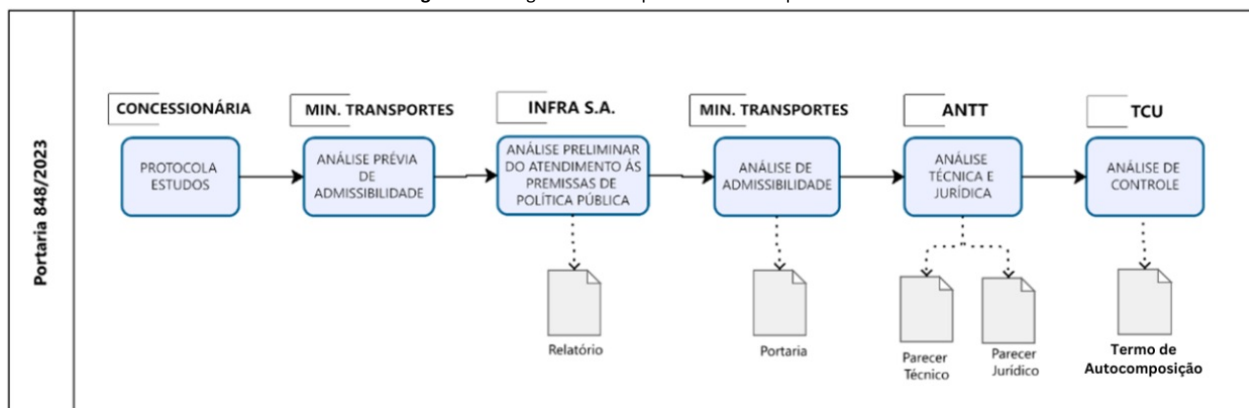 Portaria 848/2023
CONCESSIONÁRIA
PROTOCOLA
ESTUDOS
MIN. TRANSPORTES
ANÁLISE PRÉVIA
DE
ADMISSIBILIDADE
INFRA S.A.
ANÁLISE PRELIMINAR
DO ATENDIMENTO ÁS
PREMISSAS DE
POLÍTICA PÚBLICA
Relatório
MIN. TRANSPORTES
ANÁLISE DE
ADMISSIBILIDADE
Portaria
ANTT
ANÁLISE
TÉCNICA E
JURÍDICA
Parecer
Técnico
Parecer
Jurídico
TCU
ANÁLISE DE
CONTROLE
Termo de
Autocomposição